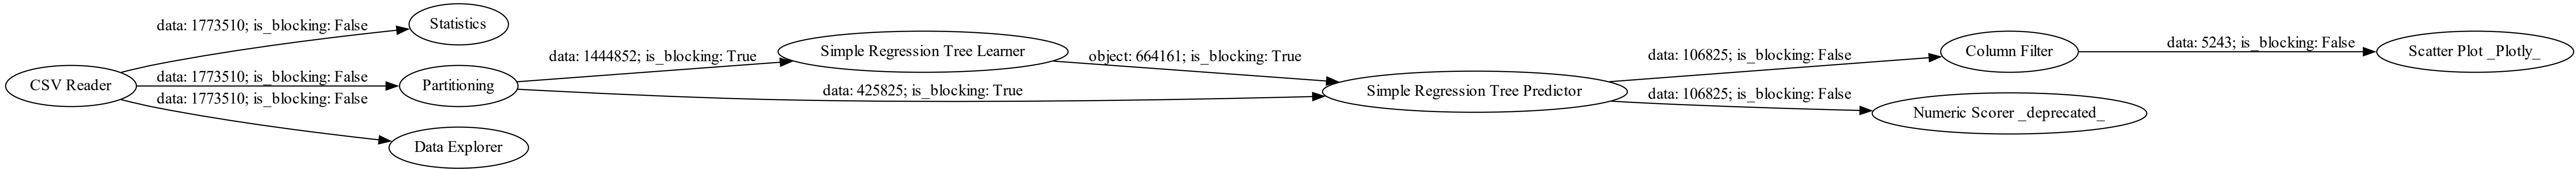 CSV Reader
data: 1773510; is_blocking: False
Statistics
data: 1773510; is_blocking: False
Partitioning
data: 1773510; is_blocking: False
Data Explorer
data: 1444852; is_blocking: True
Simple Regression Tree Learner
data: 425825; is_blocking: True
object: 664161; is_blocking: True
Simple Regression Tree Predictor
data: 106825; is_blocking: False
Column Filter
data: 106825; is_blocking: False
Numeric Scorer _deprecated_
data: 5243; is_blocking: False
Scatter Plot _Plotly_